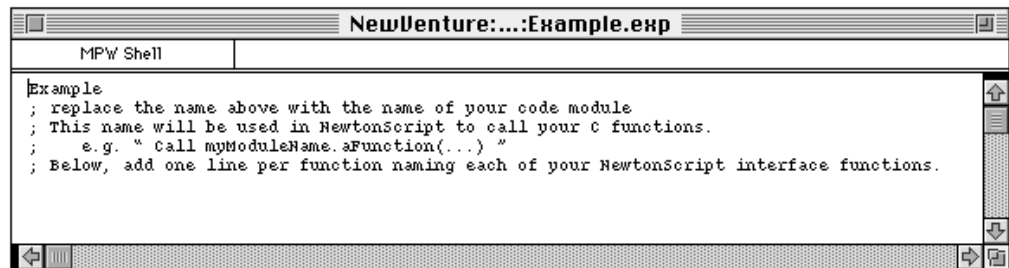 NewVenture:...:Example.exp
MPW Shell
Example
; replace the name above with the name of your code module
; This name will be used in NewtonScript to call your C functions.
;    e.g. " Call myModuleName.aFunction(...) "
; Below, add one line per function naming each of your NewtonScript interface functions.